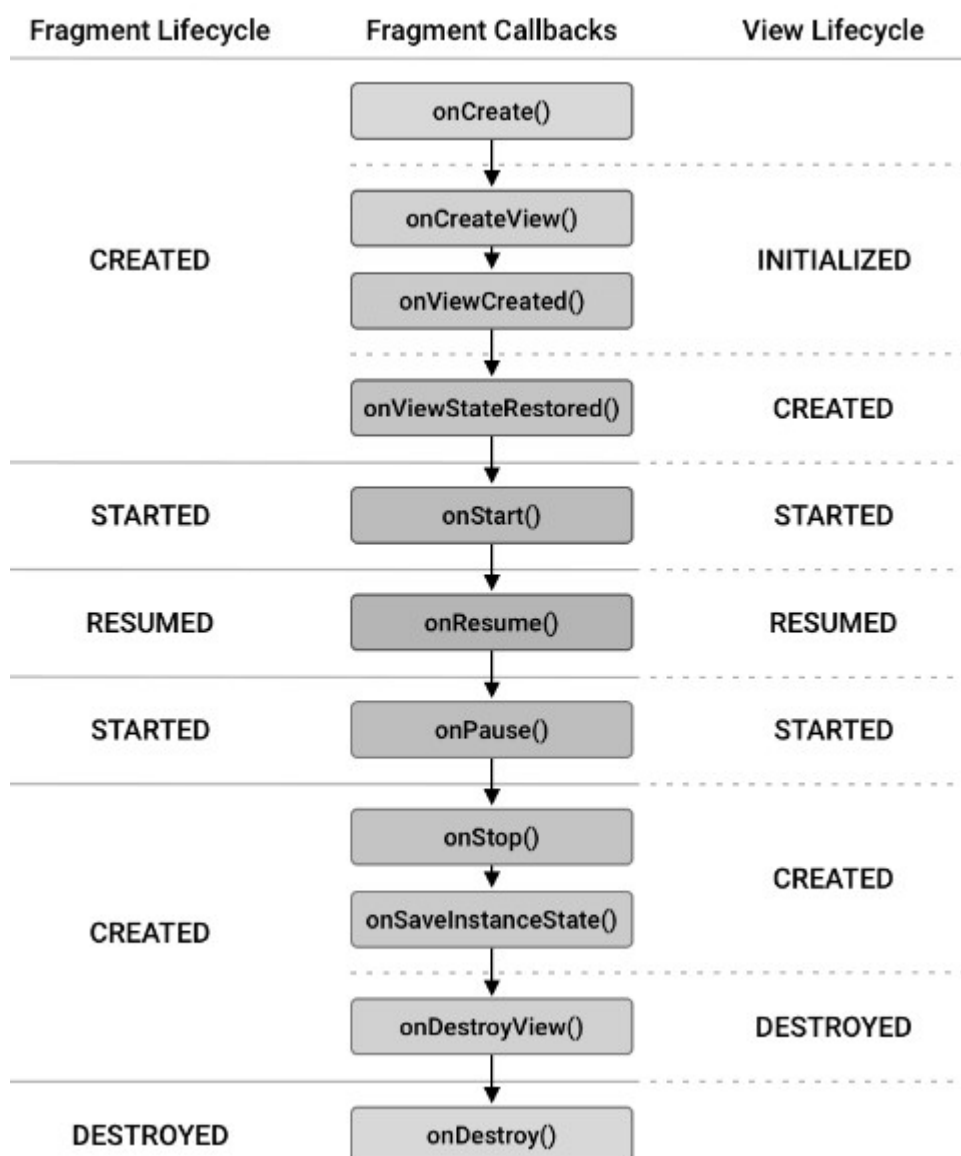 Fragment Lifecycle Fragment Callbacks View Lifecycle
onCreate()
onCreateView()
CREATED INITIALIZED
onViewCreated()
onViewStateRestored() CREATED
STARTED onStart() STARTED
RESUMED onResume() RESUMED
STARTED onPause() STARTED
onStop()
CREATED
onSaveInstanceState()
CREATED
onDestroyView() DESTROYED
DESTROYED onDestroy()